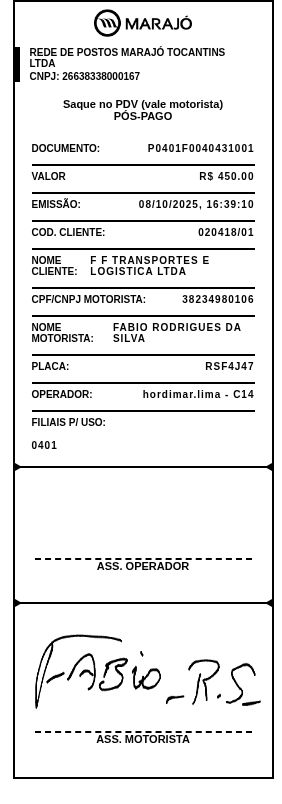 MARAJÓ
REDE DE POSTOS MARAJÓ TOCANTINS
LTDA
CNPJ: 26638338000167
Saque no PDV (vale motorista)
PÓS-PAGO
DOCUMENTO: P0401F0040431001
VALOR R$ 450.00
EMISSÃO: 08/10/2025, 16:39:10
COD. CLIENTE: 020418/01
NOME F F TRANSPORTES E
CLIENTE: LOGISTICA LTDA
CPF/CNPJ MOTORISTA: 38234980106
NOME FABIO RODRIGUES DA
MOTORISTA: SILVA
PLACA: RSF4J47
OPERADOR: hordimar.lima - C14
FILIAIS P/ USO:
0401
ASS. OPERADOR
FABiO_R.S
ASS. MOTORISTA